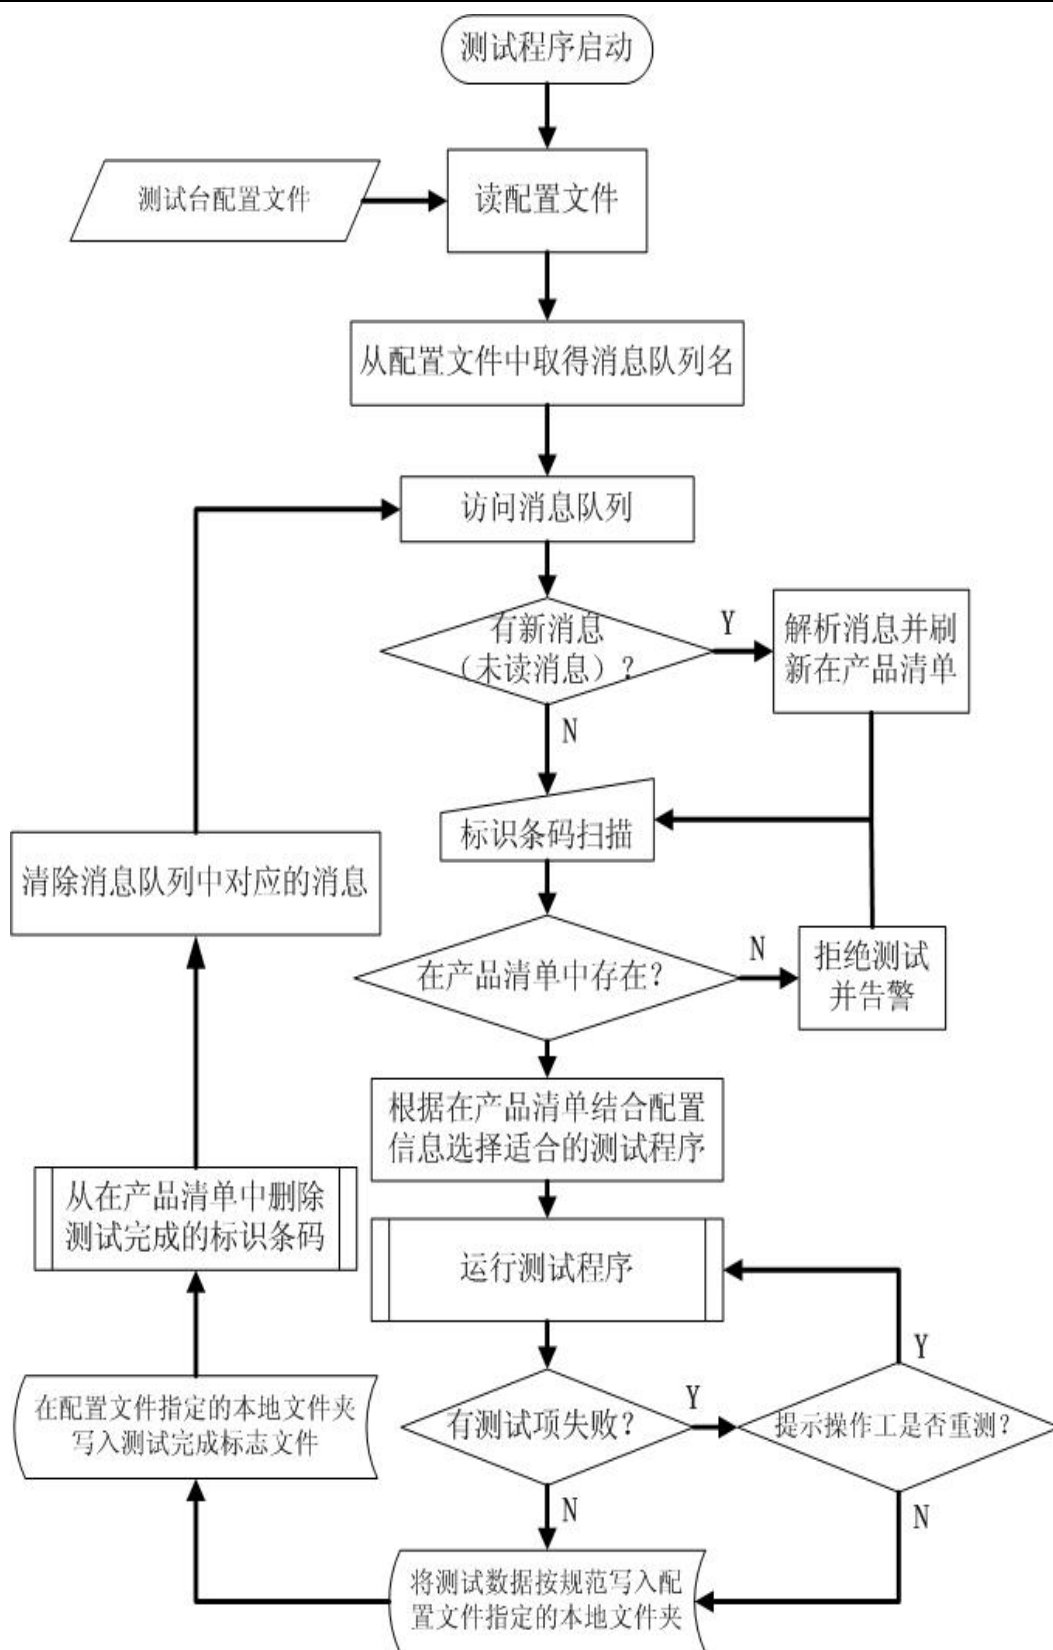 测试程序启动
测试台配置文件
读配置文件
从配置文件中取得消息队列名
访问消息队列
有新消息
（未读消息）？
Y
解析消息并刷
新在产品清单
N
标识条码扫描
清除消息队列中对应的消息
在产品清单中存在？
N
拒绝测试
并告警
根据在产品清单结合配置
信息选择适合的测试程序
从在产品清单中删除
测试完成的标识条码
运行测试程序
Y
在配置文件指定的本地文件夹
写入测试完成标志文件
有测试项失败？
Y
提示操作工是否重测？
N
N
将测试数据按规范写入配
置文件指定的本地文件夹